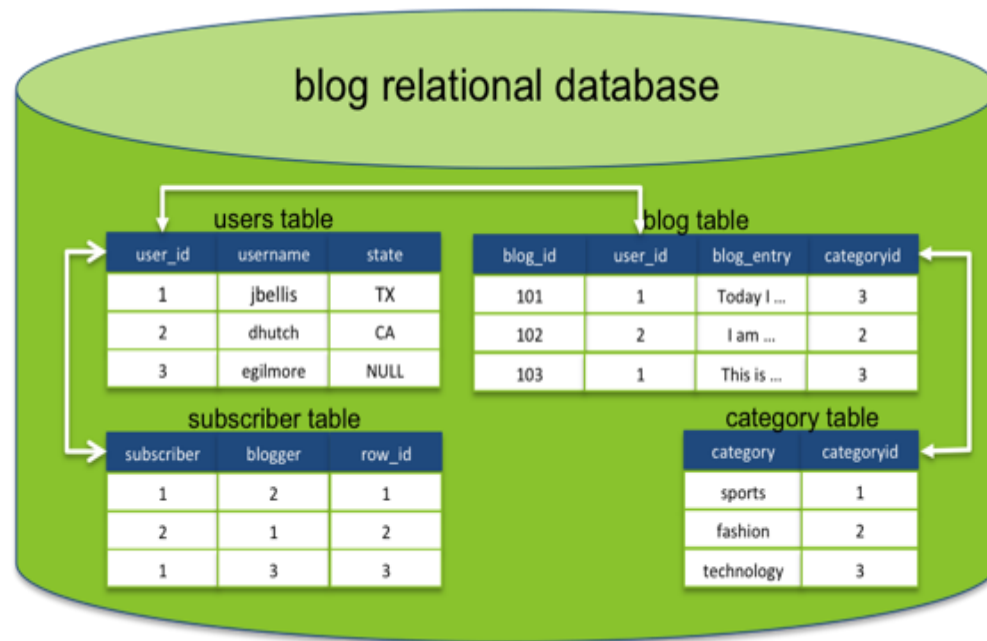 blog relational database
users table
user_id username state
1 jbellis TX
2 dhutch CA
3 egilmore NULL
blog table
blog_id user_id blog_entry categoryid
101 1 Today I ... 3
102 2 I am ... 2
103 1 This is ... 3
subscriber table
subscriber blogger row_id
1 2 1
2 1 2
1 3 3
category table
category categoryid
sports 1
fashion 2
technology 3